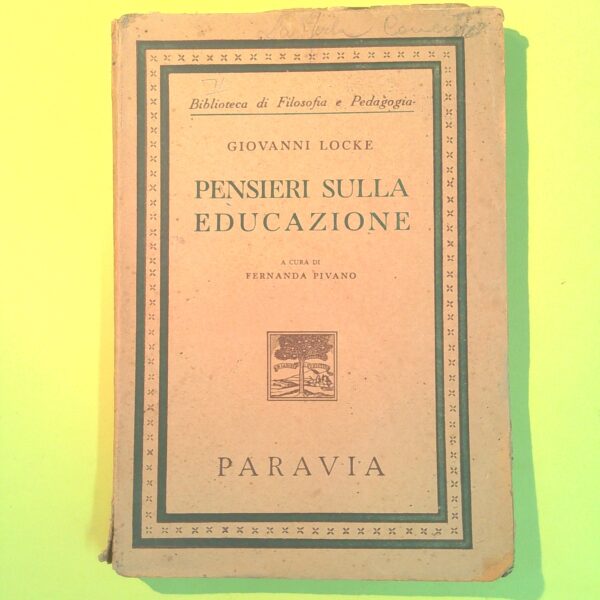 Biblioteca di Filosofia e Pedagogia
GIOVANNI LOCKE
PENSIERI SULLA
EDUCAZIONE
A CURA DI
FERNANDA PIVANO
PARAVIA